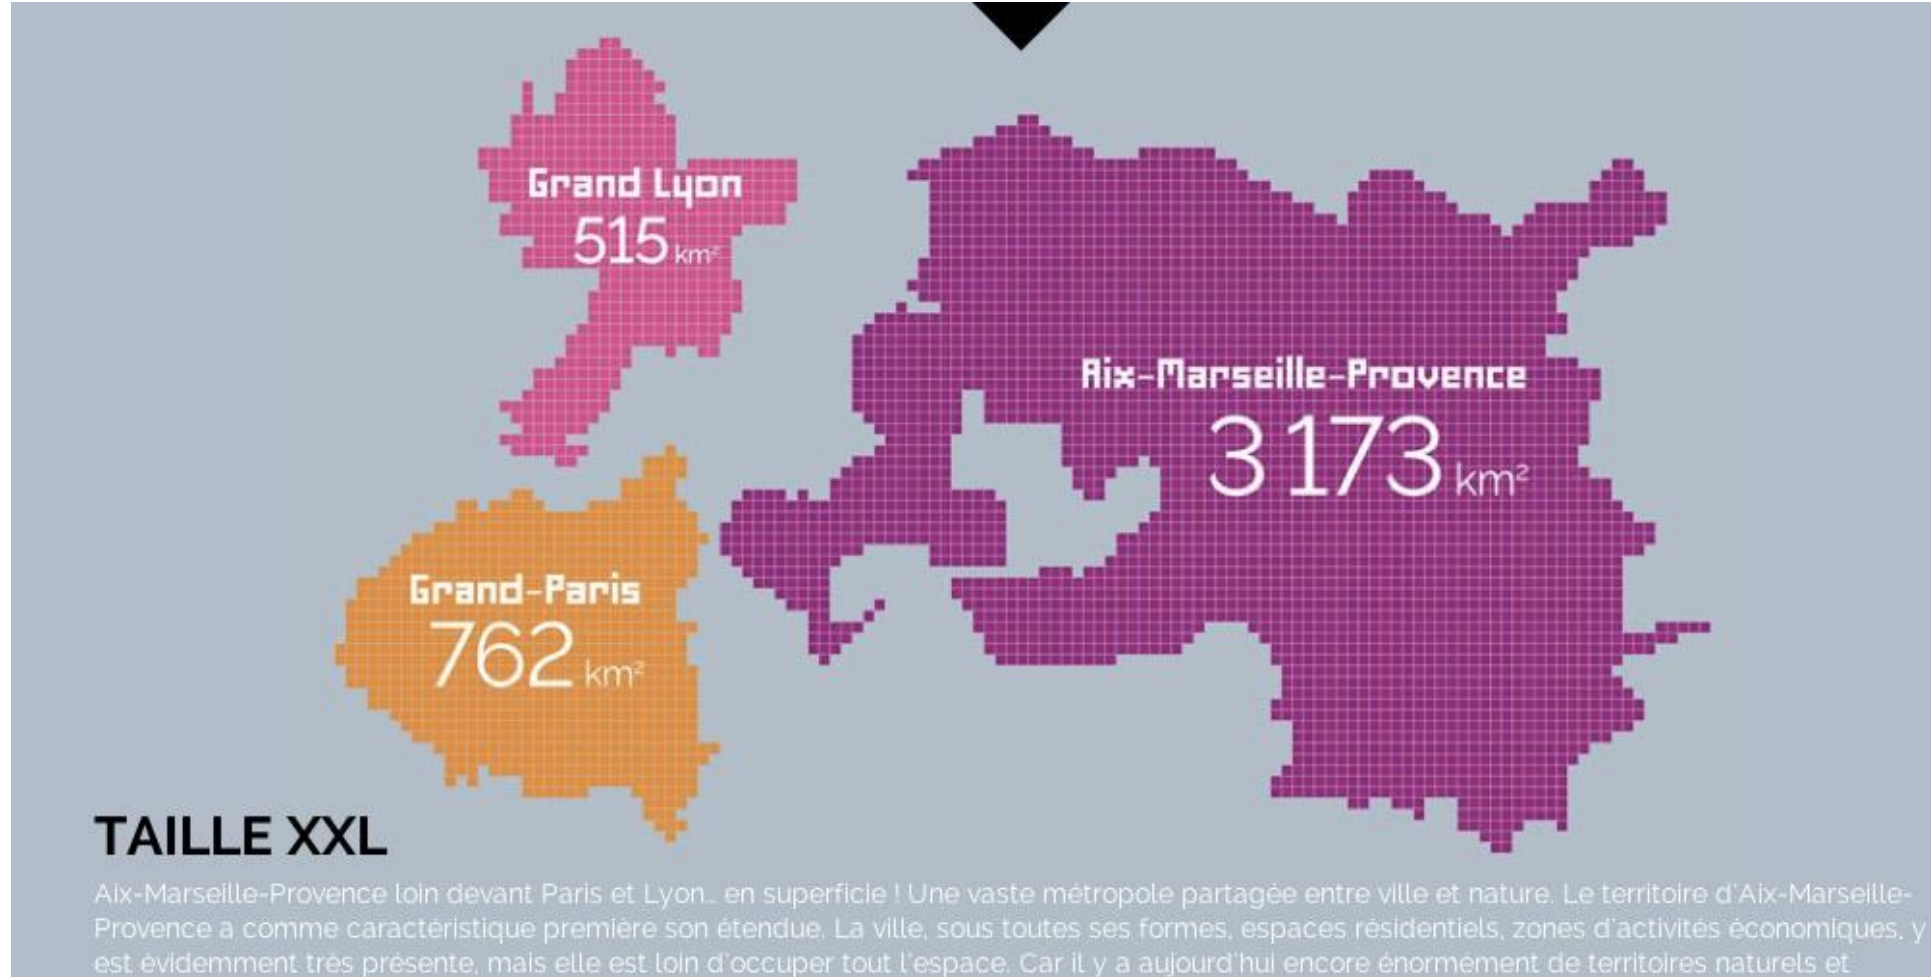 Grand Lyon
515 km²
Aix-Marseille-Provence
3 173 km²
Grand-Paris
762 km²
TAILLE XXL
Aix-Marseille-Provence loin devant Paris et Lyon… en superficie ! Une vaste métropole partagée entre ville et nature. Le territoire d'Aix-Marseille-
Provence a comme caractéristique première son étendue. La ville, sous toutes ses formes, espaces résidentiels, zones d'activités économiques, y
est évidemment très présente, mais elle est loin d'occuper tout l'espace. Car il y a aujourd'hui encore énormément de territoires naturels et